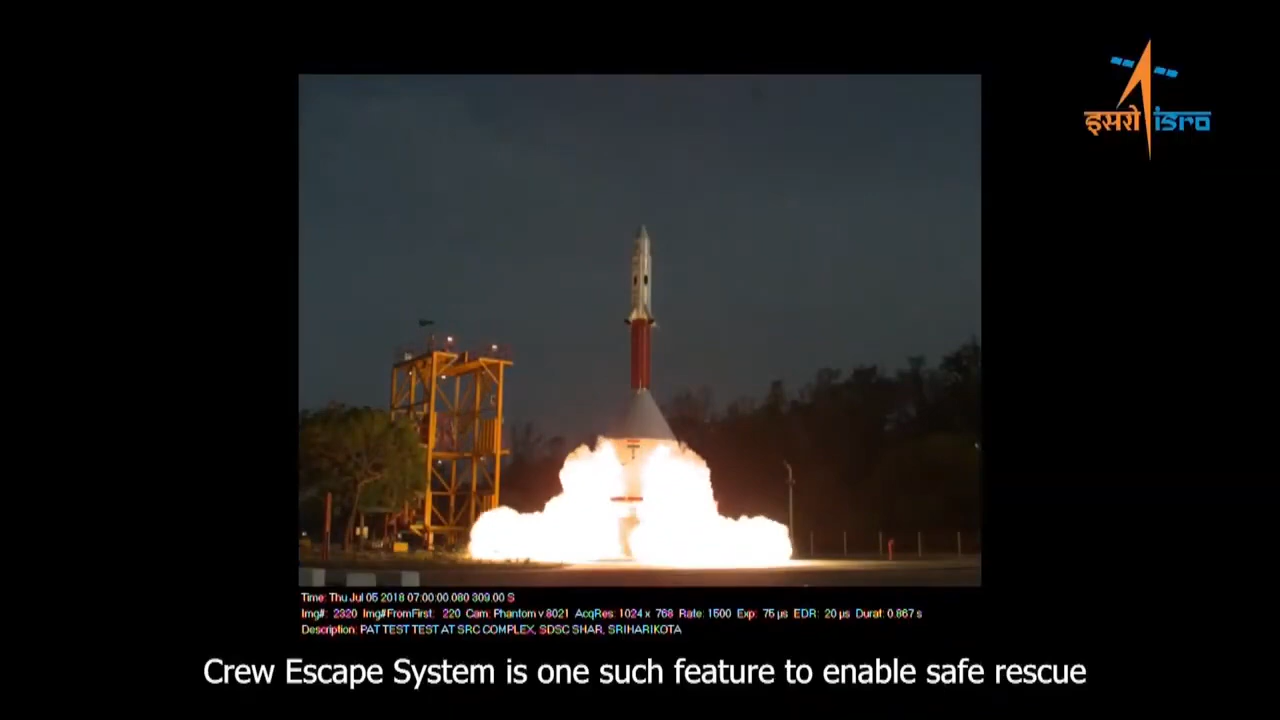 इसरो isro
Time: Thu Jul 05 2018 07:00:00.080 309.00 S
Img#: 2320 Img#FromFirst: 220 Cam: Phantom v.8021 AcqRes: 1024 x 768 Rate: 1500 Exp: 75 µs EDR: 20 µs Durat: 0.867 s
Description: PAT TEST TEST AT SRC COMPLEX, SDSC SHAR, SRIHARIKOTA
Crew Escape System is one such feature to enable safe rescue